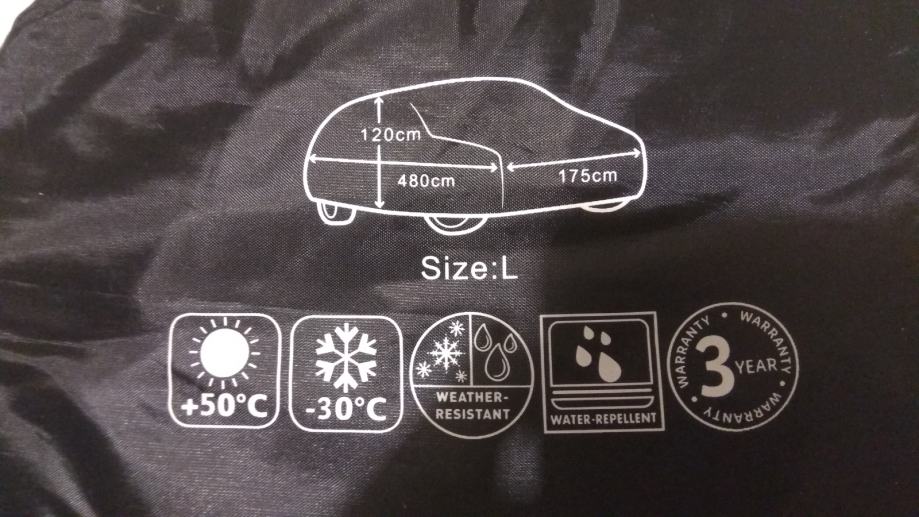 120cm
480cm
175cm
Size:L
+50°C
-30°C
WEATHER-
RESISTANT
WATER-REPELLENT
WARRANTY • WARRANTY • WARRANTY • WARRANTY
3 YEAR